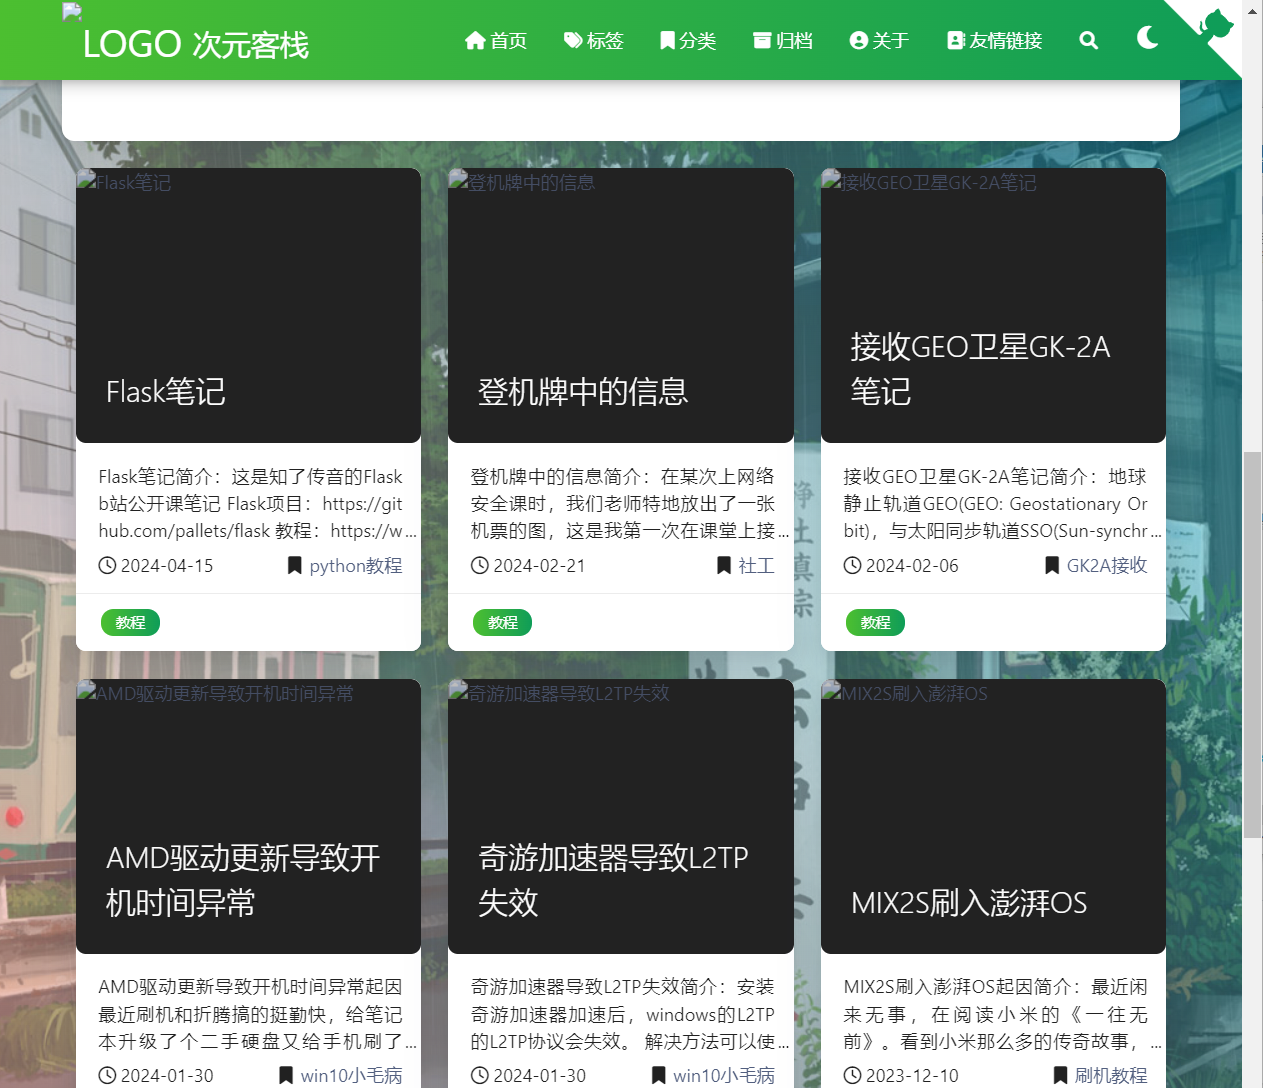 LOGO 次元客栈
首页
标签
分类
归档
关于
友情链接
Flask笔记
登机牌中的信息
接收GEO卫星GK-2A笔记
Flask笔记
登机牌中的信息
接收GEO卫星GK-2A
笔记
Flask笔记简介：这是知了传音的Flask
b站公开课笔记 Flask项目：https://git
hub.com/pallets/flask 教程：https://w...
2024-04-15
python教程
教程
登机牌中的信息简介：在某次上网络
安全课时，我们老师特地放出了一张
机票的图，这是我第一次在课堂上接...
2024-02-21
社工
教程
接收GEO卫星GK-2A笔记简介：地球
静止轨道GEO(GEO: Geostationary Or
bit)，与太阳同步轨道SSO(Sun-synchr...
2024-02-06
GK2A接收
教程
AMD驱动更新导致开机时间异常
奇游加速器导致L2TP失效
MIX2S刷入澎湃OS
AMD驱动更新导致开
机时间异常
奇游加速器导致L2TP
失效
MIX2S刷入澎湃OS
AMD驱动更新导致开机时间异常起因
最近刷机和折腾搞的挺勤快，给笔记
本升级了个二手硬盘又给手机刷了...
2024-01-30
win10小毛病
奇游加速器导致L2TP失效简介：安装
奇游加速器加速后，windows的L2TP
的L2TP协议会失效。 解决方法可以使...
2024-01-30
win10小毛病
MIX2S刷入澎湃OS起因简介：最近闲
来无事，在阅读小米的《一往无
前》。看到小米那么多的传奇故事，...
2023-12-10
刷机教程
净土真宗